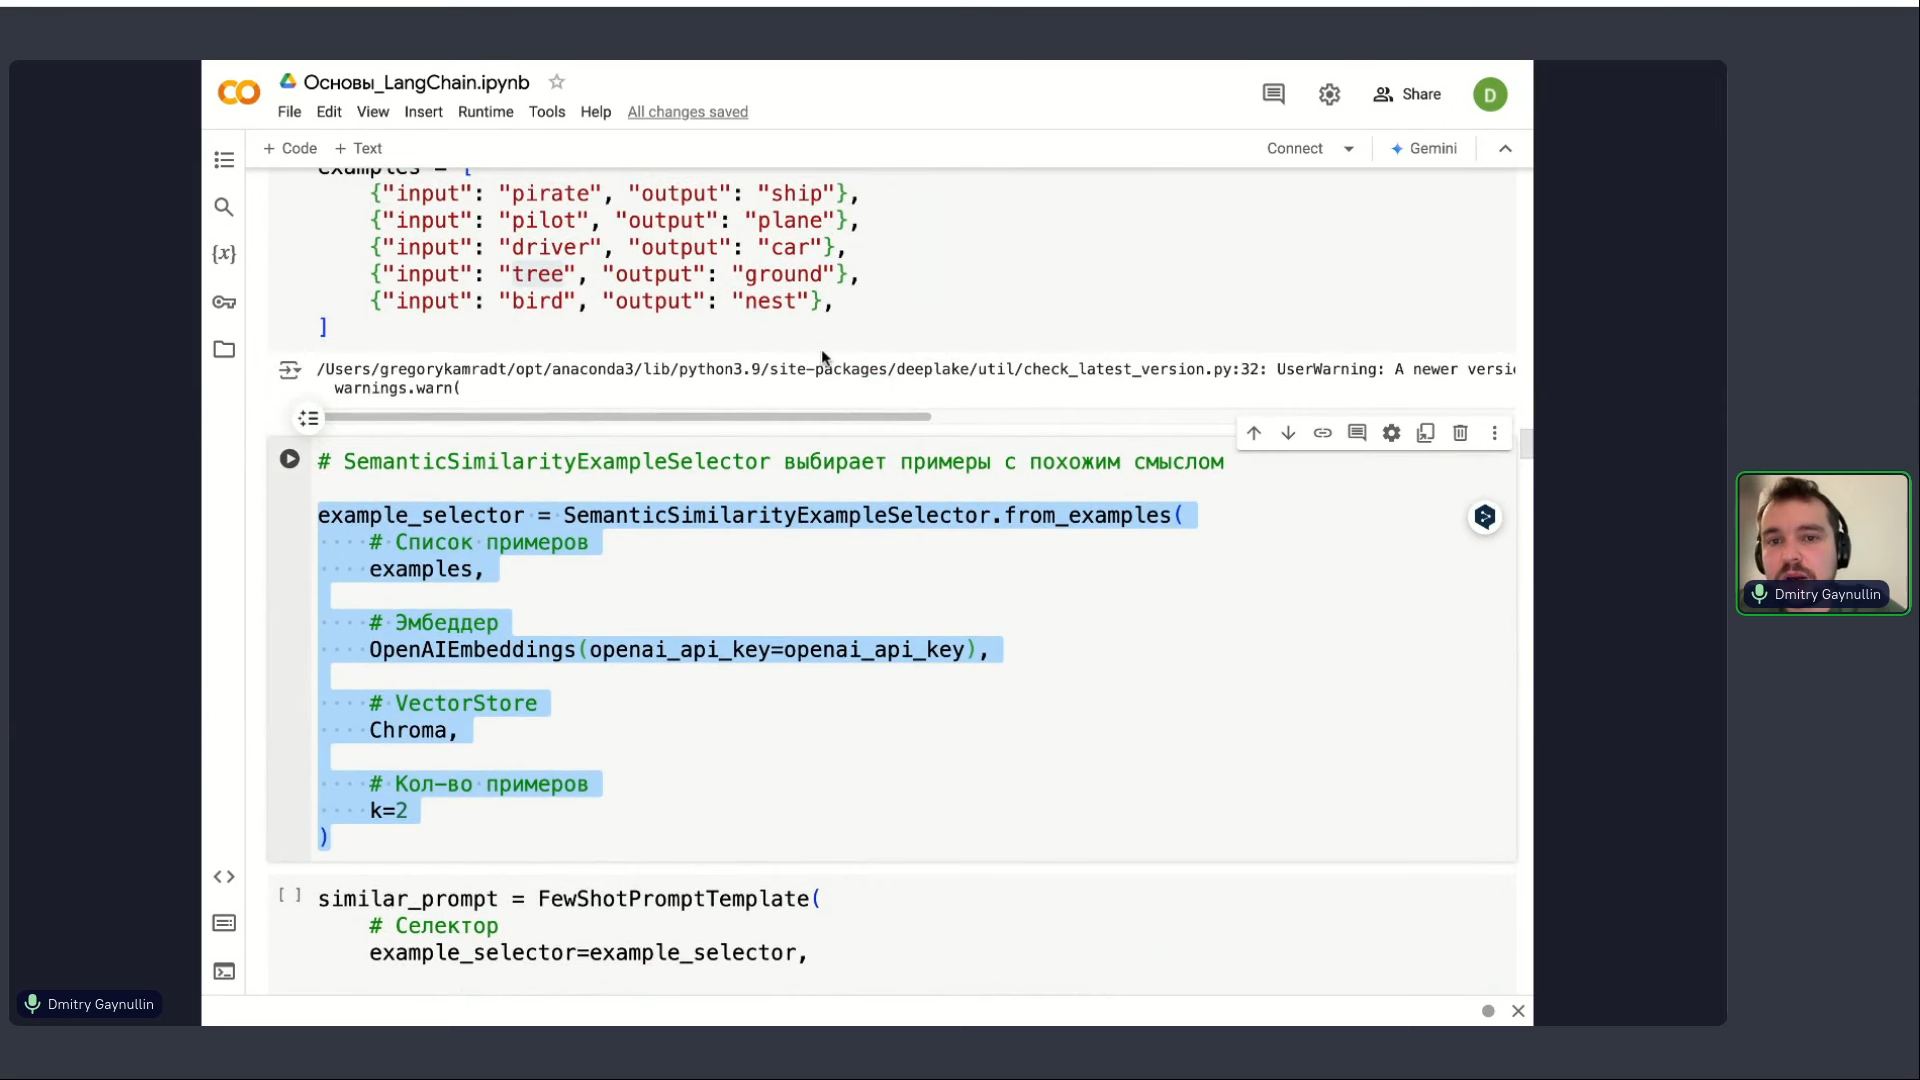 Основы_LangChain.ipynb
File Edit View Insert Runtime Tools Help All changes saved
Share
D
+ Code + Text
Connect
Gemini
examples = [
{"input": "pirate", "output": "ship"},
{"input": "pilot", "output": "plane"},
{"input": "driver", "output": "car"},
{"input": "tree", "output": "ground"},
{"input": "bird", "output": "nest"},
]
/Users/gregorykamradt/opt/anaconda3/lib/python3.9/site-packages/deeplake/util/check_latest_version.py:32: UserWarning: A newer versi
warnings.warn(
# SemanticSimilarityExampleSelector выбирает примеры с похожим смыслом
example_selector = SemanticSimilarityExampleSelector.from_examples(
# Список примеров
examples,
# Эмбеддер
OpenAIEmbeddings(openai_api_key=openai_api_key),
# VectorStore
Chroma,
# Кол-во примеров
k=2
)
[ ] similar_prompt = FewShotPromptTemplate(
# Селектор
example_selector=example_selector,
Dmitry Gaynullin
Dmitry Gaynullin